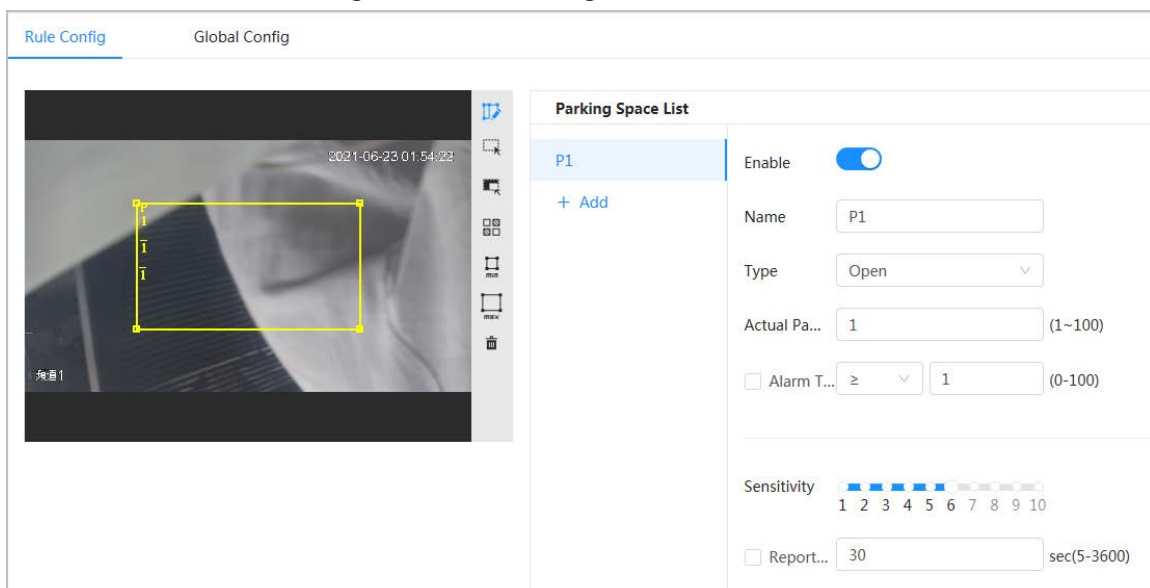 Rule Config Global Config
Parking Space List
2021-06-23 01:54:22
P1
+ Add
P
1
1
1
min
max
1
Enable
Name P1
Type Open
Actual Pa... 1 (1~100)
Alarm T... ≥ 1 (0-100)
Sensitivity
1 2 3 4 5 6 7 8 9 10
Report... 30 sec(5-3600)